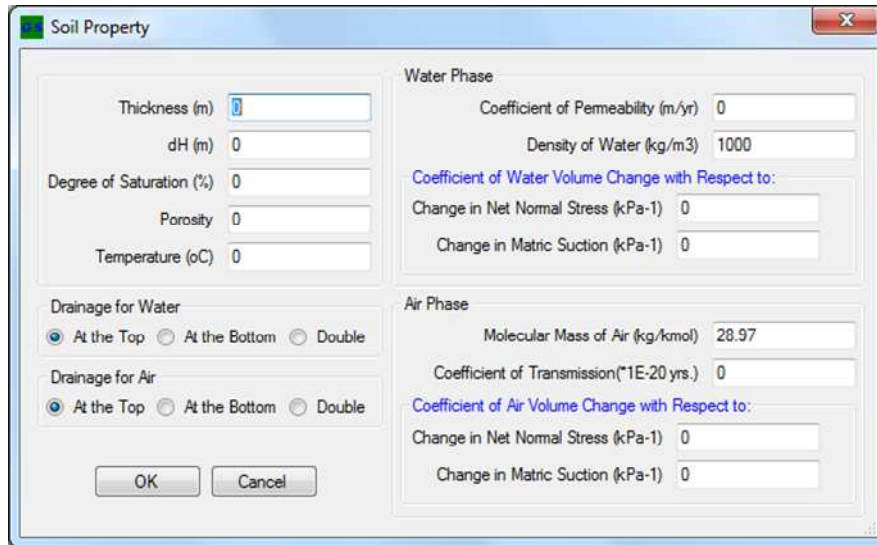 GS Soil Property
Thickness (m) 0
dH (m) 0
Degree of Saturation (%) 0
Porosity 0
Temperature (oC) 0
Drainage for Water
At the Top At the Bottom Double
Drainage for Air
At the Top At the Bottom Double
OK Cancel
Water Phase
Coefficient of Permeability (m/yr) 0
Density of Water (kg/m3) 1000
Coefficient of Water Volume Change with Respect to:
Change in Net Normal Stress (kPa-1) 0
Change in Matric Suction (kPa-1) 0
Air Phase
Molecular Mass of Air (kg/kmol) 28.97
Coefficient of Transmission(*1E-20 yrs.) 0
Coefficient of Air Volume Change with Respect to:
Change in Net Normal Stress (kPa-1) 0
Change in Matric Suction (kPa-1) 0